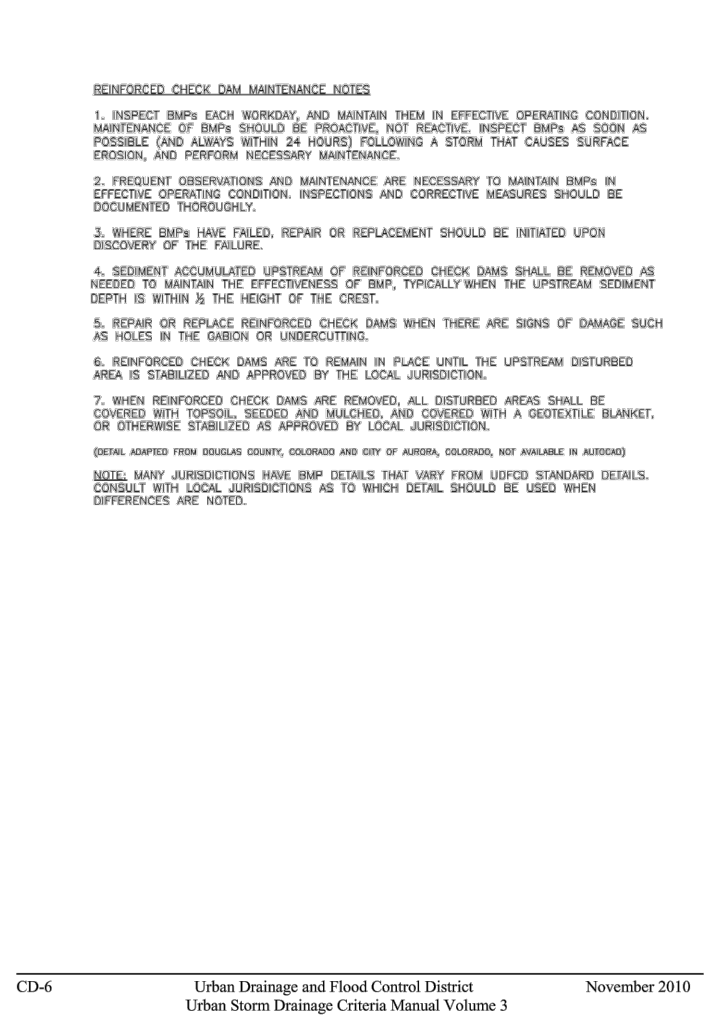 REINFORCED CHECK DAM MAINTENANCE NOTES
1. INSPECT BMPs EACH WORKDAY, AND MAINTAIN THEM IN EFFECTIVE OPERATING CONDITION.
MAINTENANCE OF BMPs SHOULD BE PROACTIVE, NOT REACTIVE. INSPECT BMPs AS SOON AS
POSSIBLE (AND ALWAYS WITHIN 24 HOURS) FOLLOWING A STORM THAT CAUSES SURFACE
EROSION, AND PERFORM NECESSARY MAINTENANCE.
2. FREQUENT OBSERVATIONS AND MAINTENANCE ARE NECESSARY TO MAINTAIN BMPs IN
EFFECTIVE OPERATING CONDITION. INSPECTIONS AND CORRECTIVE MEASURES SHOULD BE
DOCUMENTED THOROUGHLY.
3. WHERE BMPs HAVE FAILED, REPAIR OR REPLACEMENT SHOULD BE INITIATED UPON
DISCOVERY OF THE FAILURE.
4. SEDIMENT ACCUMULATED UPSTREAM OF REINFORCED CHECK DAMS SHALL BE REMOVED AS
NEEDED TO MAINTAIN THE EFFECTIVENESS OF BMP, TYPICALLY WHEN THE UPSTREAM SEDIMENT
DEPTH IS WITHIN ½ THE HEIGHT OF THE CREST.
5. REPAIR OR REPLACE REINFORCED CHECK DAMS WHEN THERE ARE SIGNS OF DAMAGE SUCH
AS HOLES IN THE GABION OR UNDERCUTTING.
6. REINFORCED CHECK DAMS ARE TO REMAIN IN PLACE UNTIL THE UPSTREAM DISTURBED
AREA IS STABILIZED AND APPROVED BY THE LOCAL JURISDICTION.
7. WHEN REINFORCED CHECK DAMS ARE REMOVED, ALL DISTURBED AREAS SHALL BE
COVERED WITH TOPSOIL, SEEDED AND MULCHED, AND COVERED WITH A GEOTEXTILE BLANKET,
OR OTHERWISE STABILIZED AS APPROVED BY LOCAL JURISDICTION.
(DETAIL ADAPTED FROM DOUGLAS COUNTY, COLORADO AND CITY OF AURORA, COLORADO, NOT AVAILABLE IN AUTOCAD)
NOTE: MANY JURISDICTIONS HAVE BMP DETAILS THAT VARY FROM UDFCD STANDARD DETAILS.
CONSULT WITH LOCAL JURISDICTIONS AS TO WHICH DETAIL SHOULD BE USED WHEN
DIFFERENCES ARE NOTED.
CD-6 Urban Drainage and Flood Control District November 2010
Urban Storm Drainage Criteria Manual Volume 3